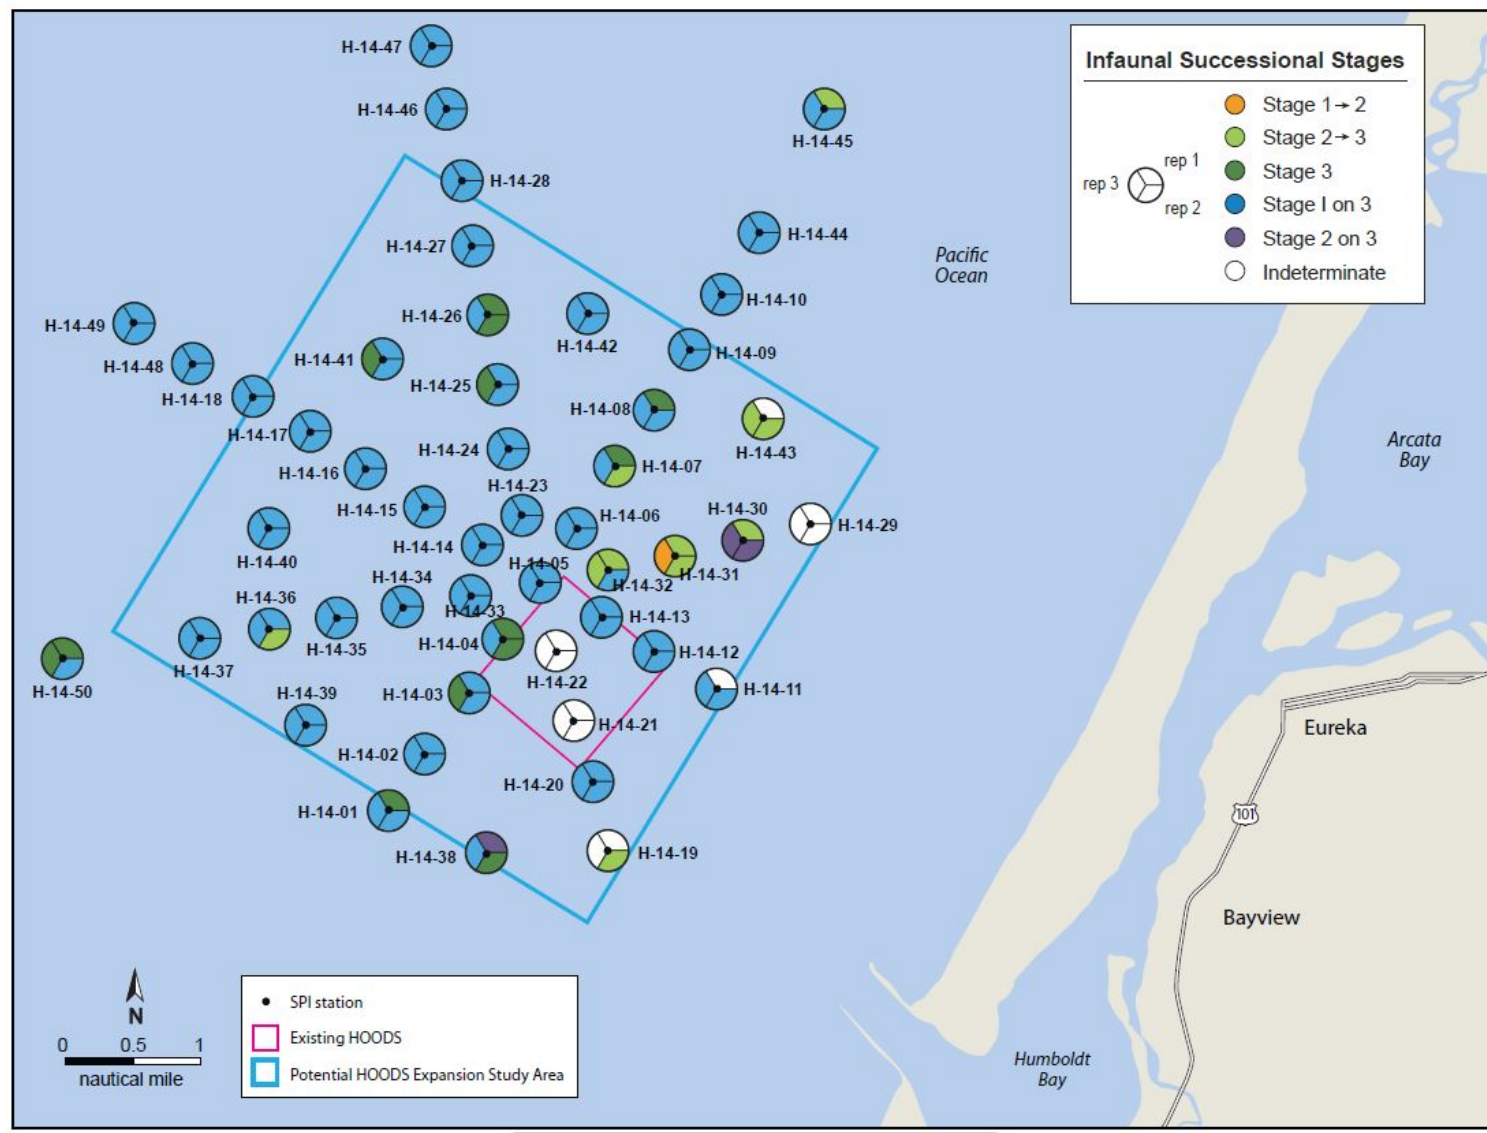 H-14-47
H-14-46
H-14-45
H-14-28
H-14-27
H-14-44
H-14-10
H-14-26
H-14-42
H-14-09
H-14-49
H-14-48
H-14-18
H-14-41
H-14-25
H-14-08
H-14-17
H-14-43
H-14-24
H-14-07
H-14-16
H-14-23
H-14-15
H-14-06
H-14-30
H-14-29
H-14-14
H-14-40
H-14-05
H-14-31
H-14-34
H-14-32
H-14-36
H-14-33
H-14-13
H-14-04
H-14-35
H-14-12
H-14-37
H-14-22
H-14-50
H-14-39
H-14-03
H-14-11
H-14-21
H-14-02
H-14-20
H-14-01
H-14-38
H-14-19
Infaunal Successional Stages
rep 1
rep 3
rep 2
Stage 1→2
Stage 2→3
Stage 3
Stage I on 3
Stage 2 on 3
Indeterminate
Pacific
Ocean
Arcata
Bay
Eureka
101
Bayview
Humboldt
Bay
N
0 0.5 1
nautical mile
SPI station
Existing HOODS
Potential HOODS Expansion Study Area